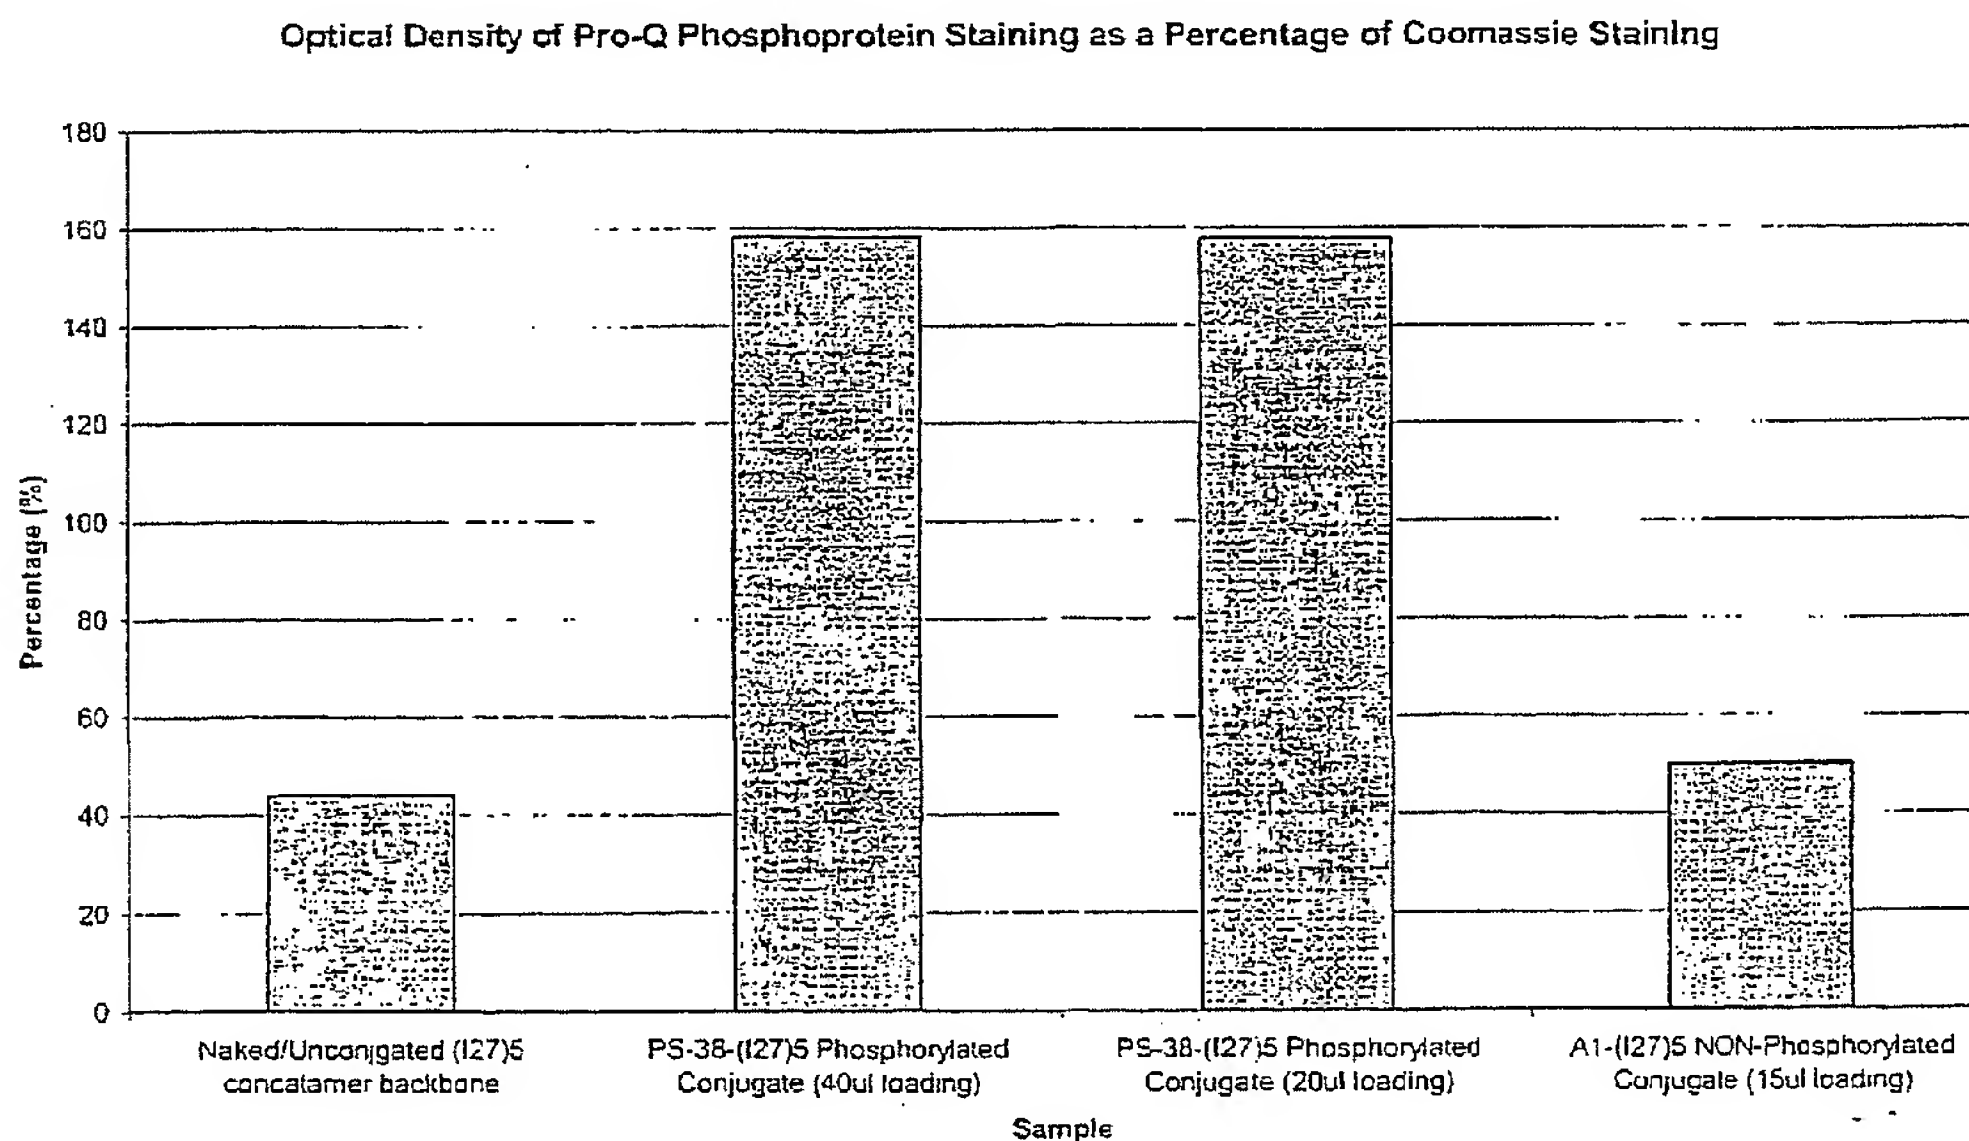 Optical Density of Pro-Q Phosphoprotein Staining as a Percentage of Coomassie Staining
180
160
140
120
100
80
60
40
20
0
Percentage (%)
Naked/Unconjgated (I27)5
concatamer backbone
PS-38-(I27)5 Phosphorylated
Conjugate (40ul loading)
PS-38-(I27)5 Phosphorylated
Conjugate (20ul loading)
A1-(I27)5 NON-Phosphorylated
Conjugate (15ul loading)
Sample